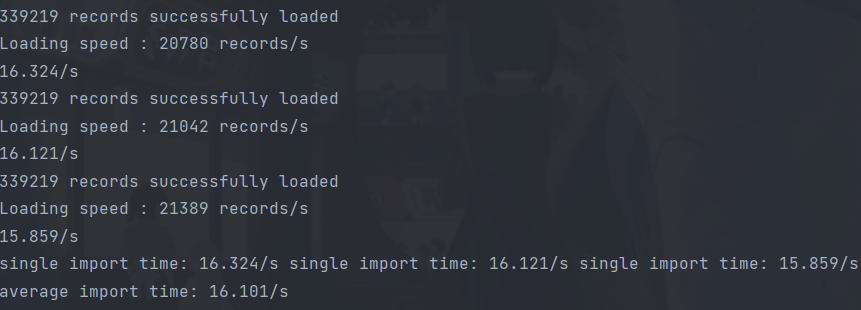 339219 records successfully loaded
Loading speed : 20780 records/s
16.324/s
339219 records successfully loaded
Loading speed : 21042 records/s
16.121/s
339219 records successfully loaded
Loading speed : 21389 records/s
15.859/s
single import time: 16.324/s single import time: 16.121/s single import time: 15.859/s
average import time: 16.101/s